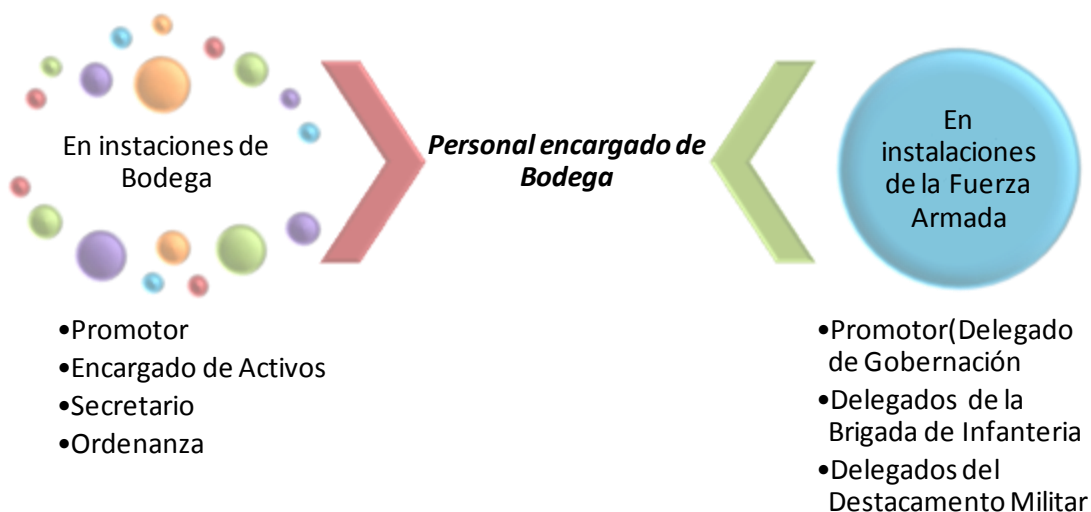 En instaciones de
Bodega
•Promotor
•Encargado de Activos
•Secretario
•Ordenanza
Personal encargado de
Bodega
En
instalaciones
de la Fuerza
Armada
•Promotor(Delegado
de Gobernación
•Delegados de la
Brigada de Infanteria
•Delegados del
Destacamento Militar